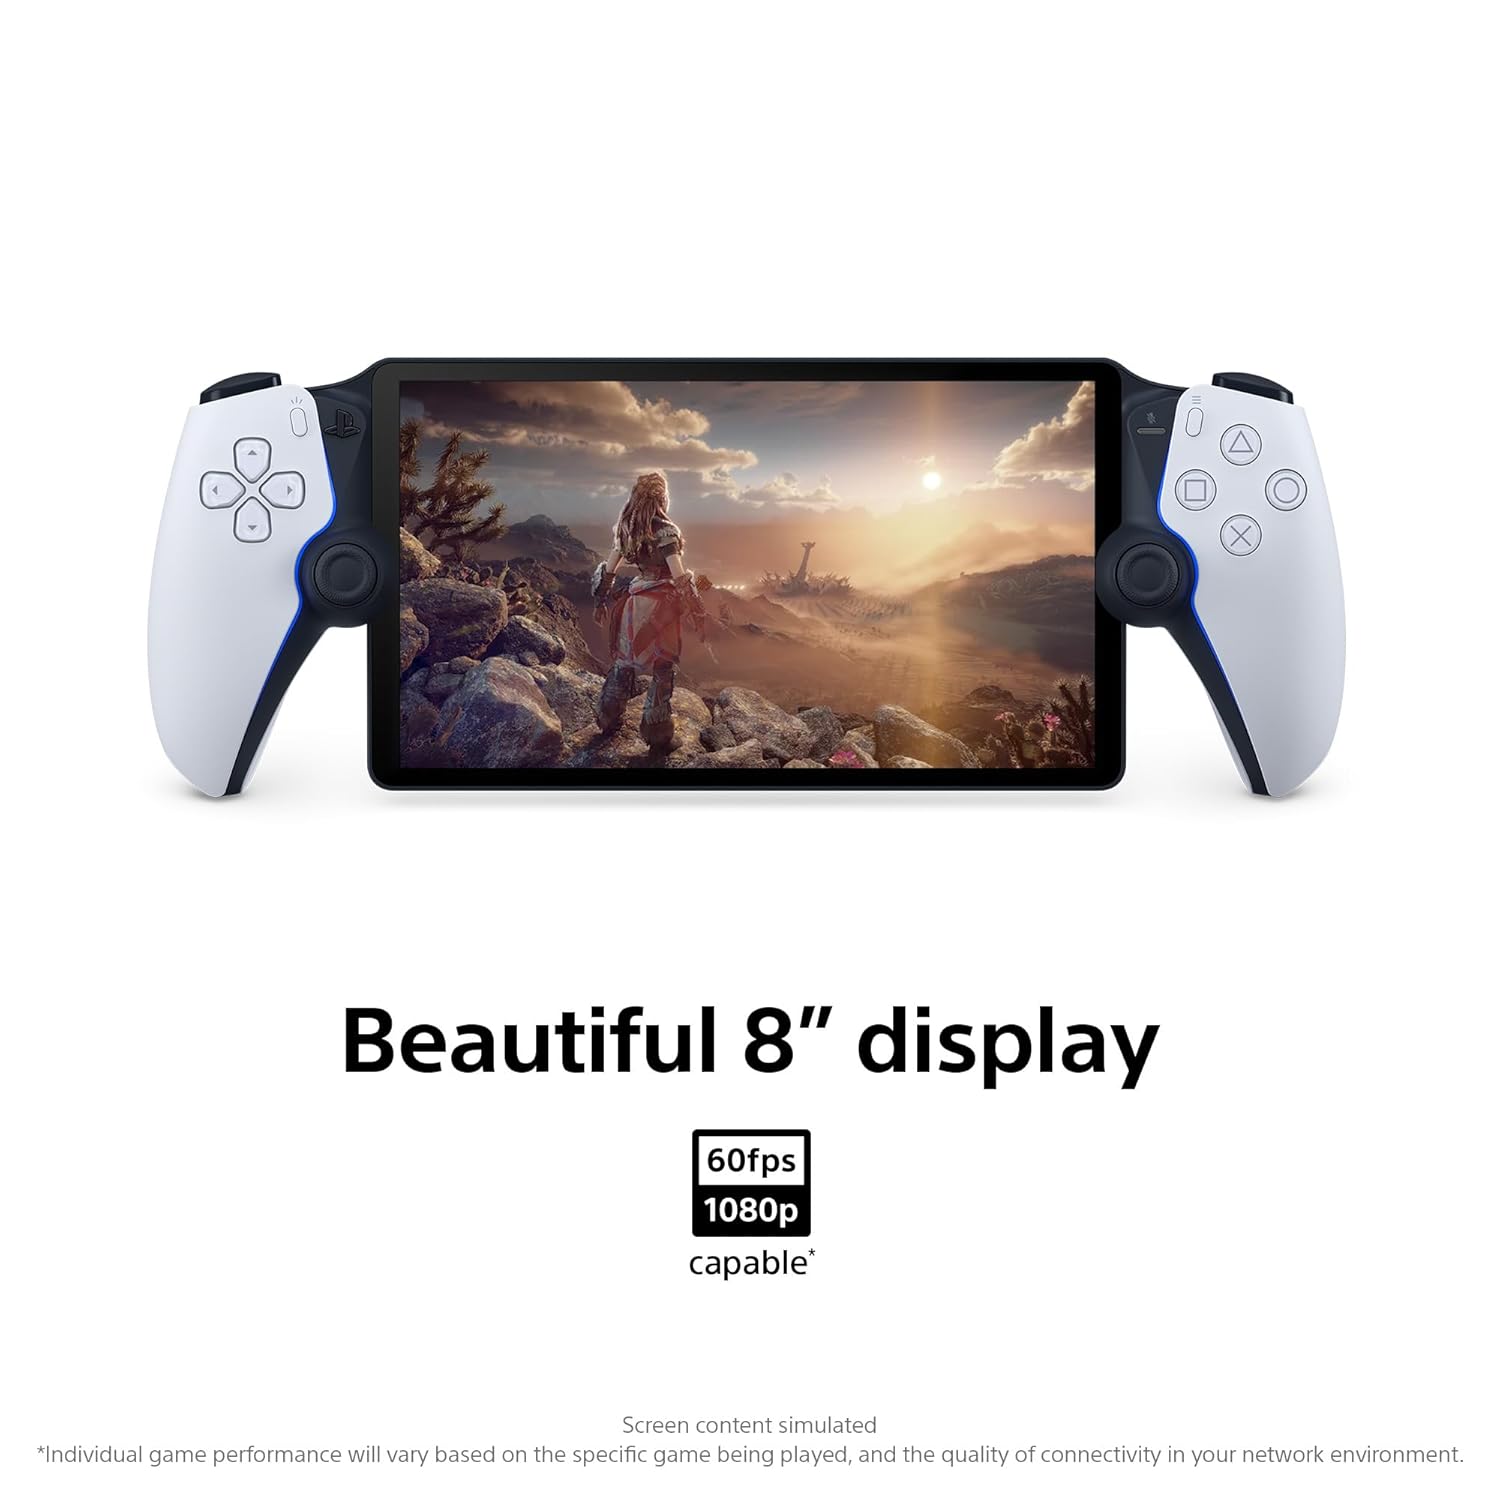 Beautiful 8” display
60fps
1080p
capable*
Screen content simulated
*Individual game performance will vary based on the specific game being played, and the quality of connectivity in your network environment.